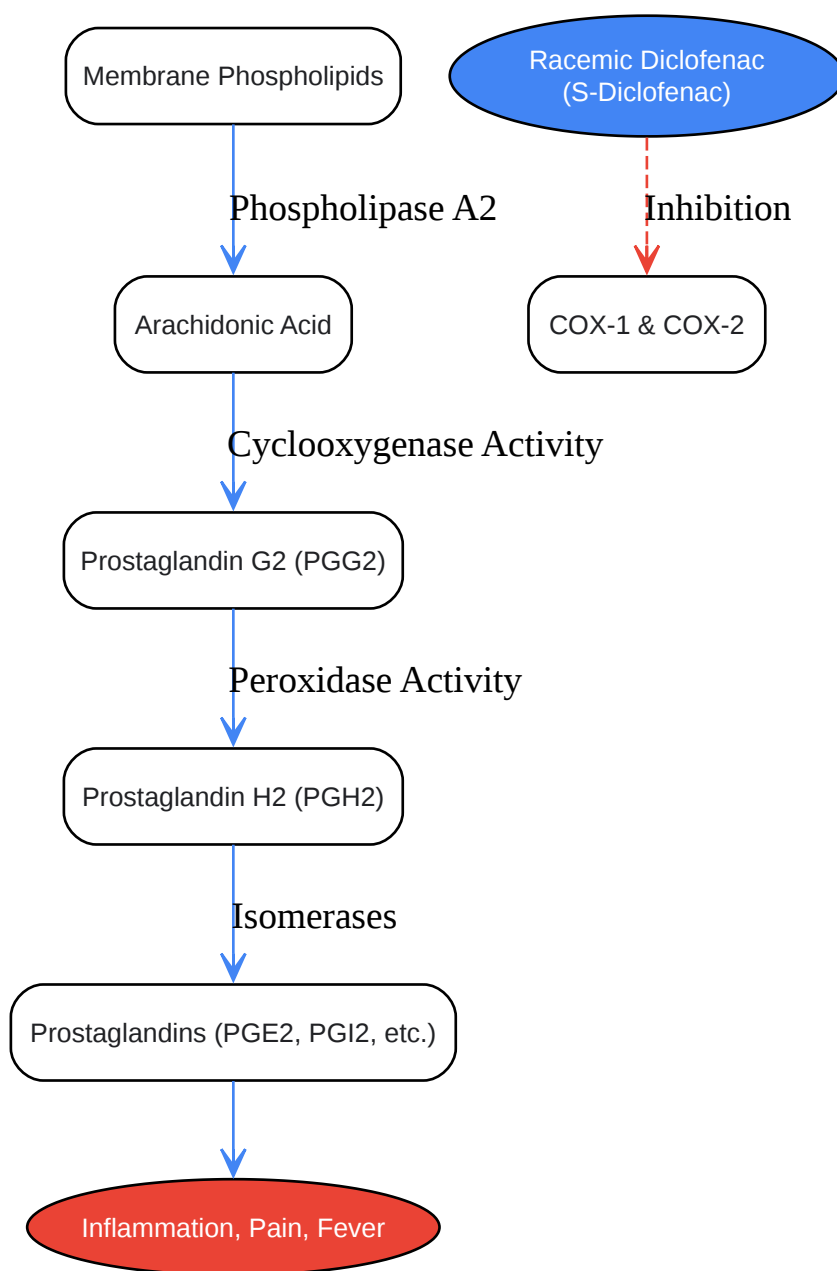 Membrane Phospholipids
Racemic Diclofenac
(S-Diclofenac)
Phospholipase A2
Inhibition
Arachidonic Acid
COX-1 & COX-2
Cyclooxygenase Activity
Prostaglandin G2 (PGG2)
Peroxidase Activity
Prostaglandin H2 (PGH2)
Isomerases
Prostaglandins (PGE2, PGI2, etc.)
Inflammation, Pain, Fever